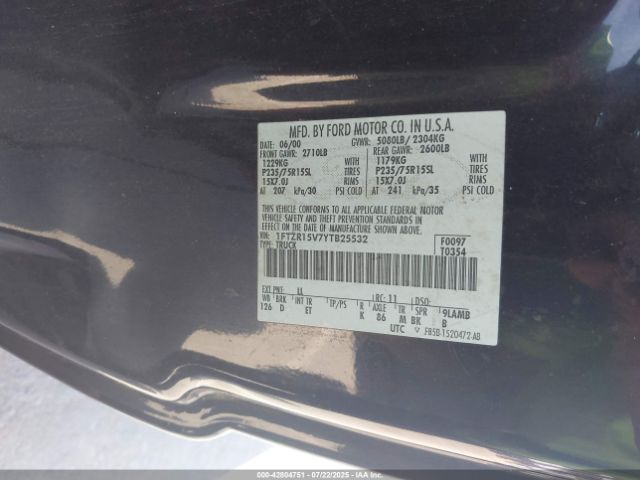 MFD. BY FORD MOTOR CO. IN U.S.A.
DATE: 06/00 GVWR: 5080LB/ 2304KG
FRONT GAWR: 2710LB REAR GAWR: 2600LB
1229KG WITH 1179KG WITH
P235/75R15SL TIRES P235/75R15SL TIRES
15X7.0J RIMS 15X7.0J RIMS
AT 207 kPa/30 PSI COLD AT 241 kPa/35 PSI COLD
THIS VEHICLE CONFORMS TO ALL APPLICABLE FEDERAL MOTOR
VEHICLE SAFETY AND THEFT PREVENTION STANDARDS IN
EFFECT ON THE DATE OF MANUFACTURE SHOWN ABOVE.
VIN: 1FTZR15V7YTB25532 F0097
TYPE: TRUCK T0354
EXT PNT: LL RC: 11 DSO:
WB BRK INT TR TP/PS R AXLE TR SPR 9LAMB
126 D ET K 86 M BK B
UTC ▽ F85B-1520472-AB
000-42804751 07/22/2025 IAA HOLDINGS, LLC.